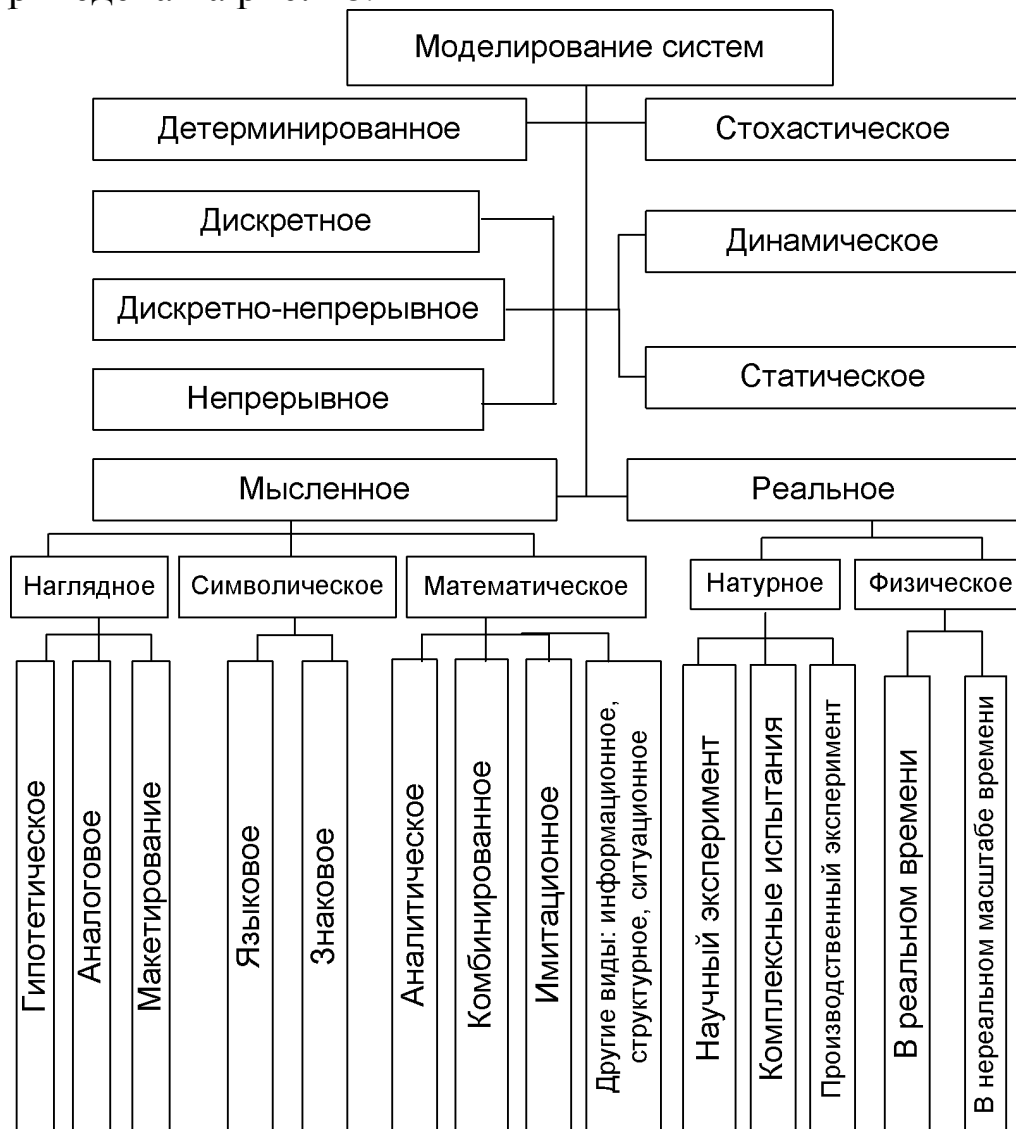 Моделирование систем
Детерминированное
Стохастическое
Дискретное
Динамическое
Дискретно-непрерывное
Статическое
Непрерывное
Мысленное
Реальное
Наглядное
Символическое
Математическое
Натурное
Физическое
Гипотетическое
Аналоговое
Макетирование
Языковое
Знаковое
Аналитическое
Комбинированное
Имитационное
Другие виды: информационное,
структурное, ситуационное
Научный эксперимент
Комплексные испытания
Производственный эксперимент
В реальном времени
В нереальном масштабе времени